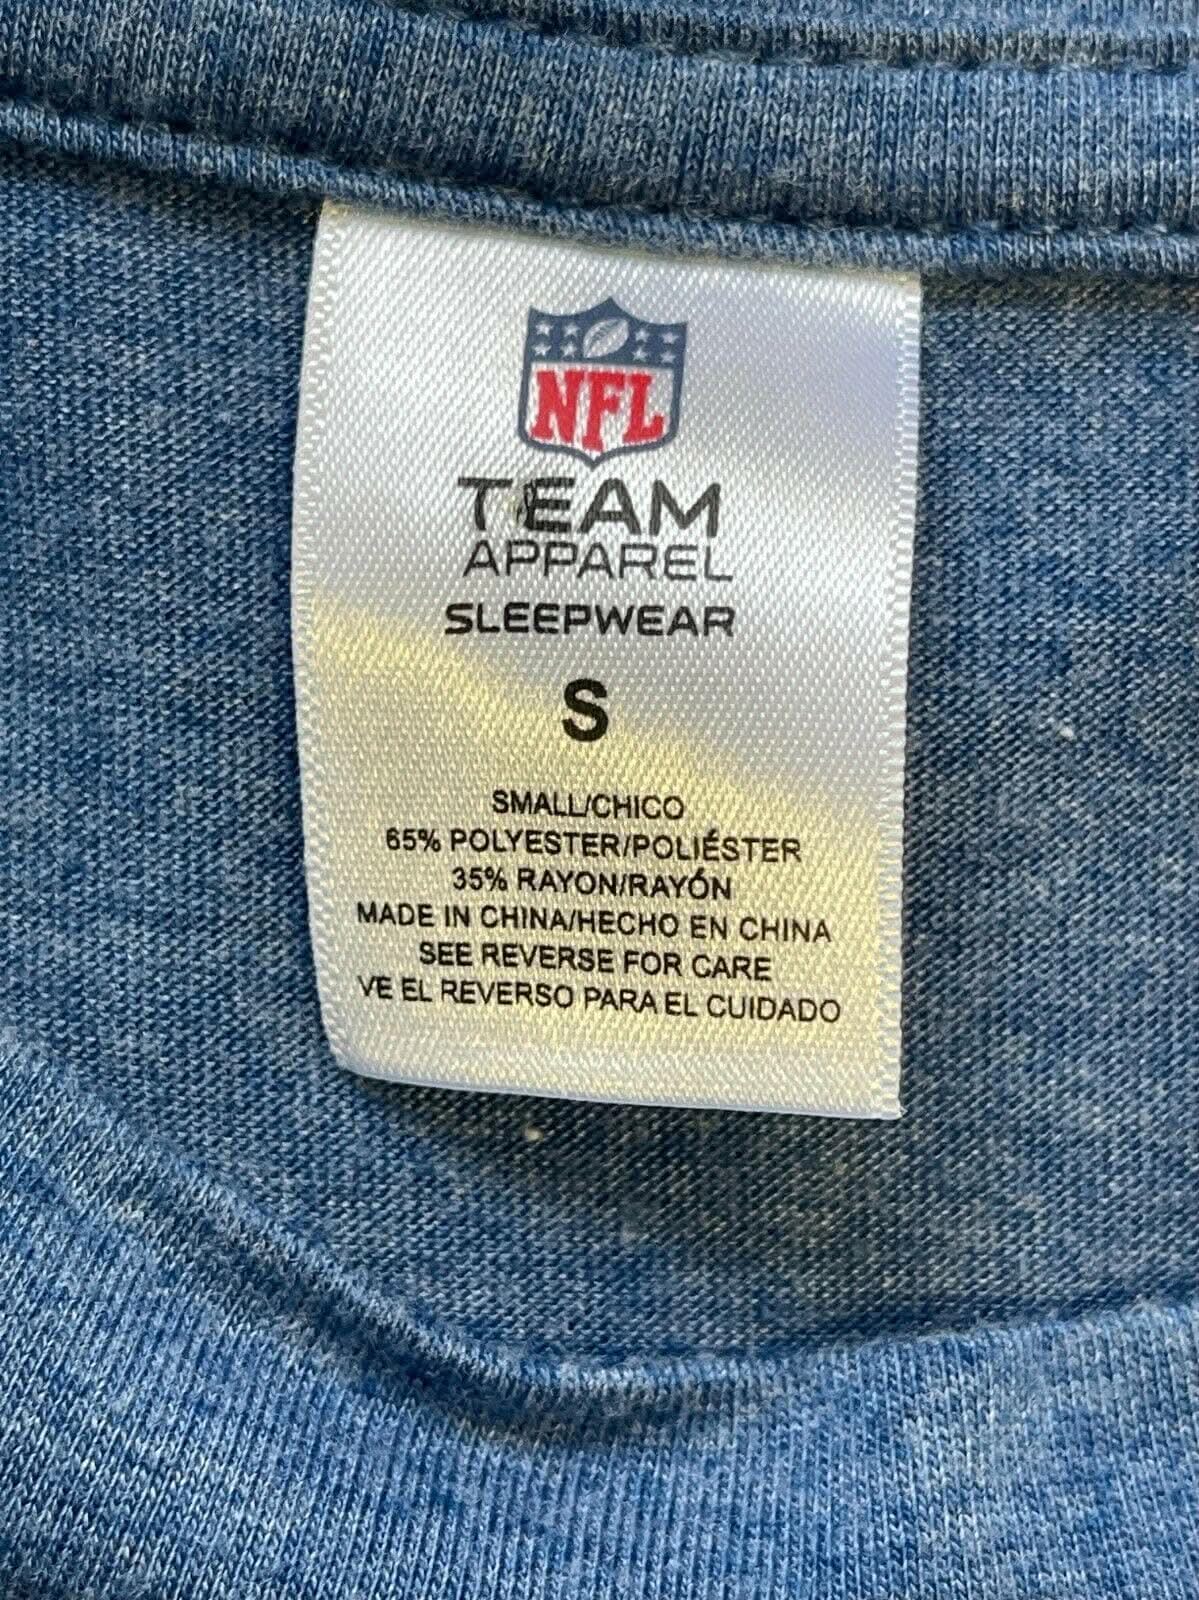 NFL
TEAM
APPAREL
SLEEPWEAR
S
SMALL/CHICO
65% POLYESTER/POLIÉSTER
35% RAYON/RAYÓN
MADE IN CHINA/HECHO EN CHINA
SEE REVERSE FOR CARE
VE EL REVERSO PARA EL CUIDADO